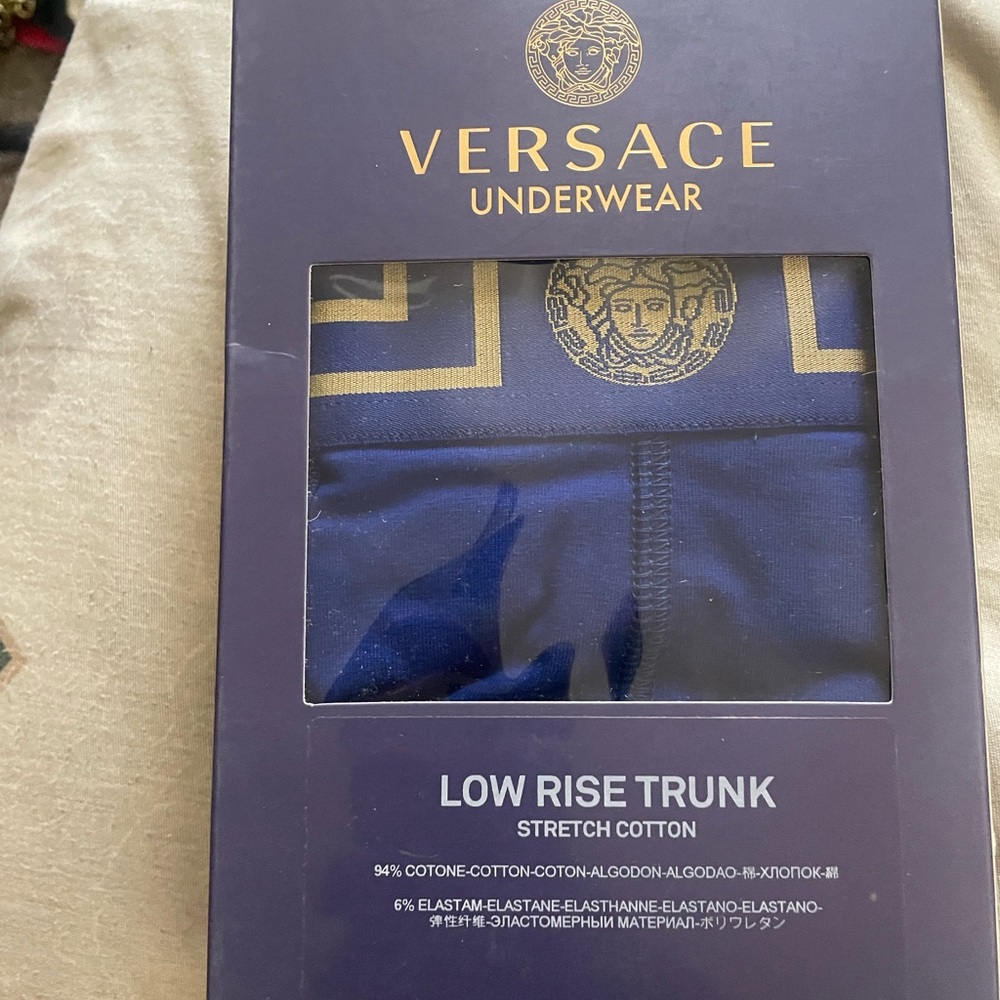 VERSACE
UNDERWEAR
LOW RISE TRUNK
STRETCH COTTON
94% COTONE-COTTON-COTON-ALGODON-ALGODAO-棉-ХЛОПОК-綿
6% ELASTAM-ELASTANE-ELASTHANNE-ELASTANO-ELASTANO-
弹性纤维-ЭЛАСТОМЕРНЫЙ МАТЕРИАЛ-ポリウレタン